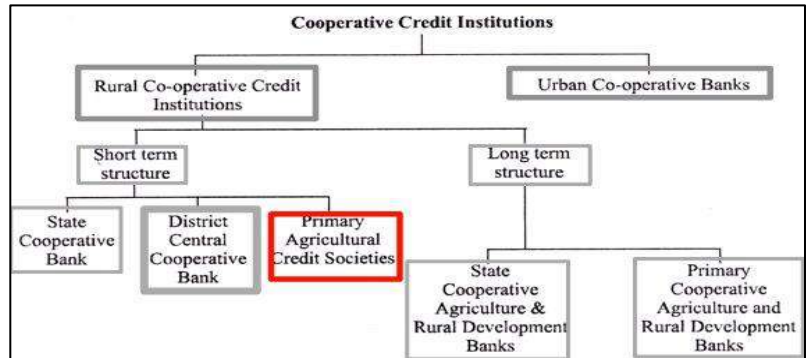 Cooperative Credit Institutions
Rural Co-operative Credit
Institutions
Urban Co-operative Banks
Short term
structure
Long term
structure
State
Cooperative
Bank
District
Central
Cooperative
Bank
Primary
Agricultural
Credit Societies
State
Cooperative
Agriculture &
Rural Development
Banks
Primary
Cooperative
Agriculture and
Rural Development
Banks